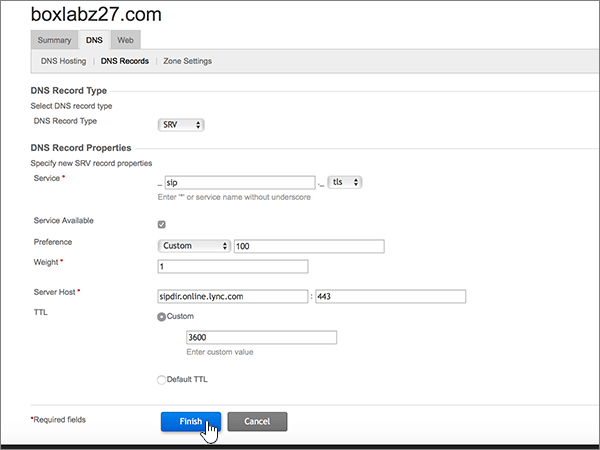 boxlabz27.com
Summary DNS Web
DNS Hosting | DNS Records | Zone Settings
DNS Record Type
Select DNS record type
DNS Record Type SRV
DNS Record Properties
Specify new SRV record properties
Service * _ sip ._ tls
Enter '*' or service name without underscore
Service Available
Preference Custom 100
Weight * 1
Server Host * sipdir.online.lync.com : 443
TTL Custom
3600
Enter custom value
Default TTL
*Required fields Finish Cancel